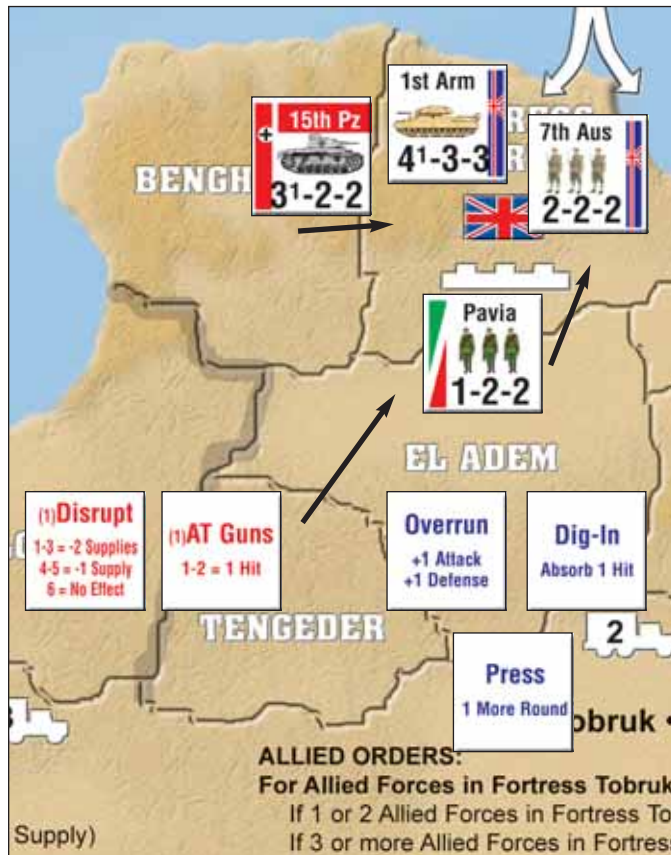 1st Arm
4¹-3-3
15th Pz
3¹-2-2
7th Aus
2-2-2
BENGH
Pavia
1-2-2
EL ADEM
(1)Disrupt
1-3 = -2 Supplies
4-5 = -1 Supply
6 = No Effect
(1)AT Guns
1-2 = 1 Hit
Overrun
+1 Attack
+1 Defense
Dig-In
Absorb 1 Hit
TENGEDER
2
Press
1 More Round
obruk •
ALLIED ORDERS:
For Allied Forces in Fortress Tobruk
If 1 or 2 Allied Forces in Fortress To
Supply)
If 3 or more Allied Forces in Fortres